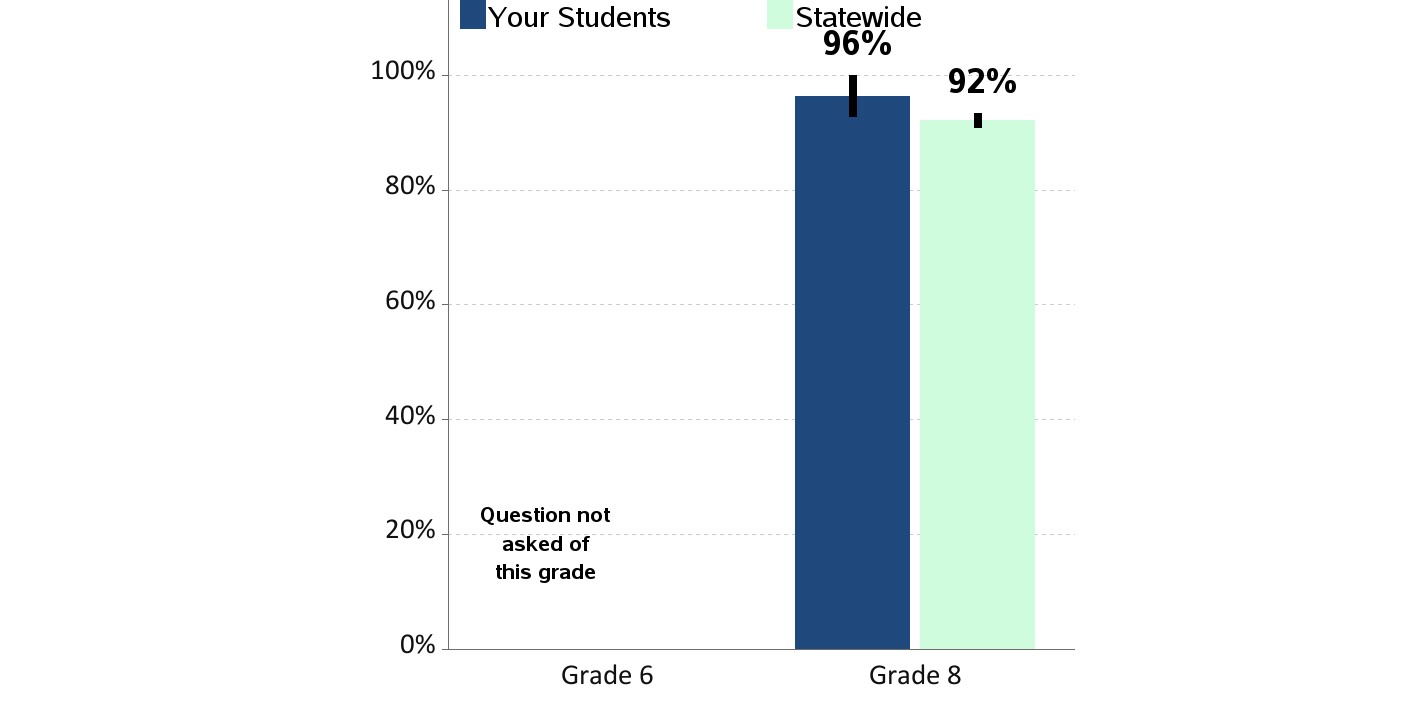 Your Students
Statewide
96%
92%
100%
80%
60%
40%
20%
0%
Question not
asked of
this grade
Grade 6
Grade 8